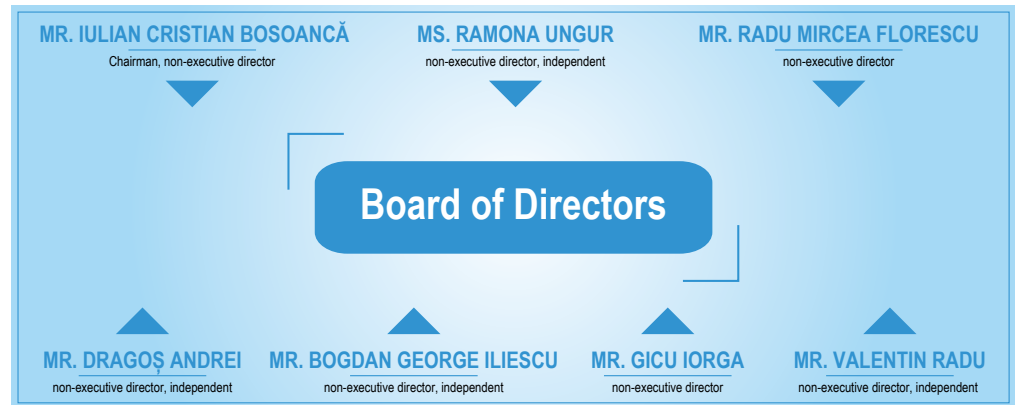 MR. IULIAN CRISTIAN BOSOANCĂ
Chairman, non-executive director
MS. RAMONA UNGUR
non-executive director, independent
MR. RADU MIRCEA FLORESCU
non-executive director
Board of Directors
MR. DRAGOȘ ANDREI
non-executive director, independent
MR. BOGDAN GEORGE ILIESCU
non-executive director, independent
MR. GICU IORGA
non-executive director
MR. VALENTIN RADU
non-executive director, independent